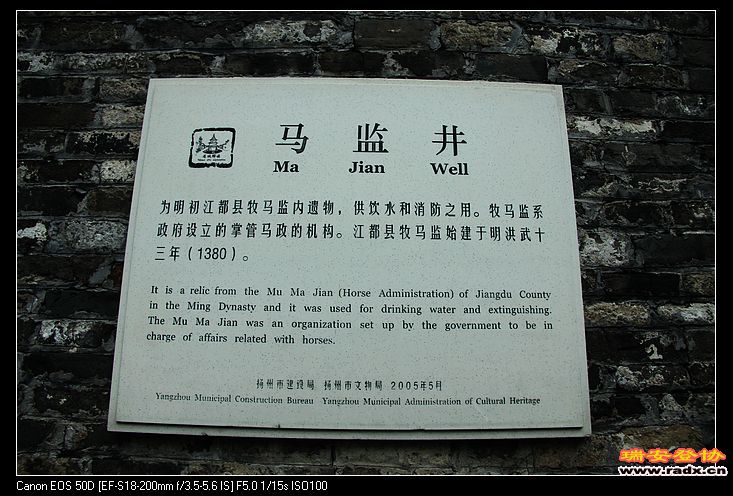 马监井
Ma Jian Well
为明初江都县牧马监内遗物，供饮水和消防之用。牧马监系
政府设立的掌管马政的机构。江都县牧马监始建于明洪武十
三年（1380）。
It is a relic from the Mu Ma Jian (Horse Administration) of Jiangdu County
in the Ming Dynasty and it was used for drinking water and extinguishing.
The Mu Ma Jian was an organization set up by the government to be in
charge of affairs related with horses.
扬州市建设局 扬州市文物局 2005年5月
Yangzhou Municipal Construction Bureau Yangzhou Municipal Administration of Cultural Heritage
瑞安登协
www.radx.cn
Canon EOS 50D [EF-S18-200mm f/3.5-5.6 IS] F5.0 1/15s ISO100